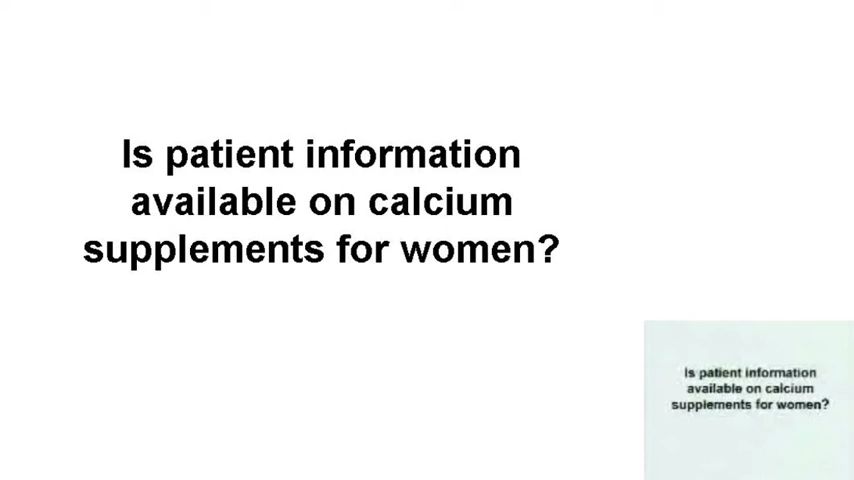 Is patient information
available on calcium
supplements for women?
Is patient information
available on calcium
supplements for women?